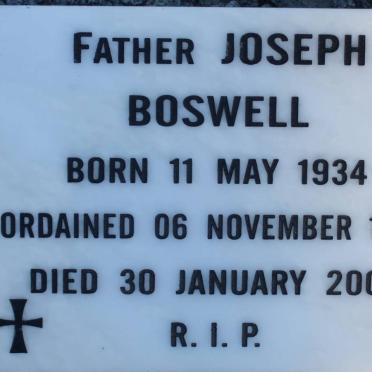 Father JOSEPH
BOSWELL
BORN 11 MAY 1934
ORDAINED 06 NOVEMBER
DIED 30 JANUARY
R. I. P.